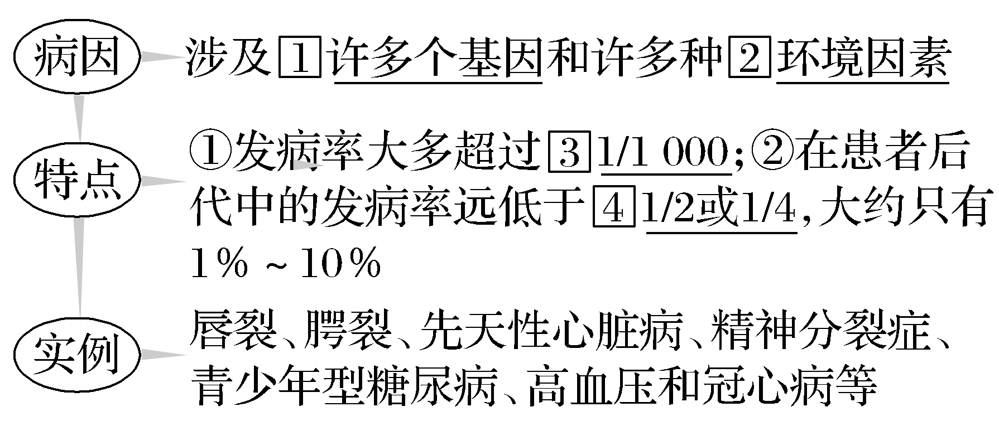 病因 涉及1许多个基因和许多种2环境因素
①发病率大多超过3 1/1 000;②在患者后
特点
代中的发病率远低于4 1/2或1/4,大约只有
1% ~ 10%
唇裂、腭裂、先天性心脏病、精神分裂症、
实例
青少年型糖尿病、高血压和冠心病等